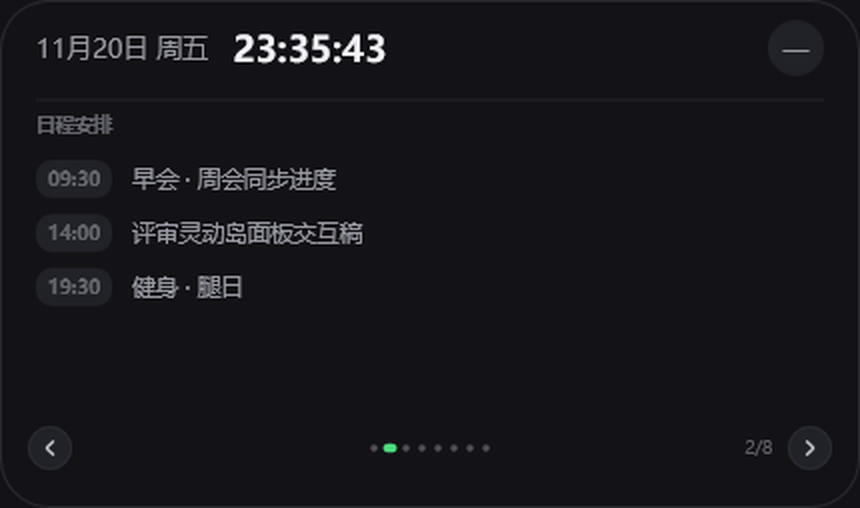 11月20日 周五 23:35:43
日程安排
09:30 早会 · 周会同步进度
14:00 评审灵动岛面板交互稿
19:30 健身 · 腿日
2/8